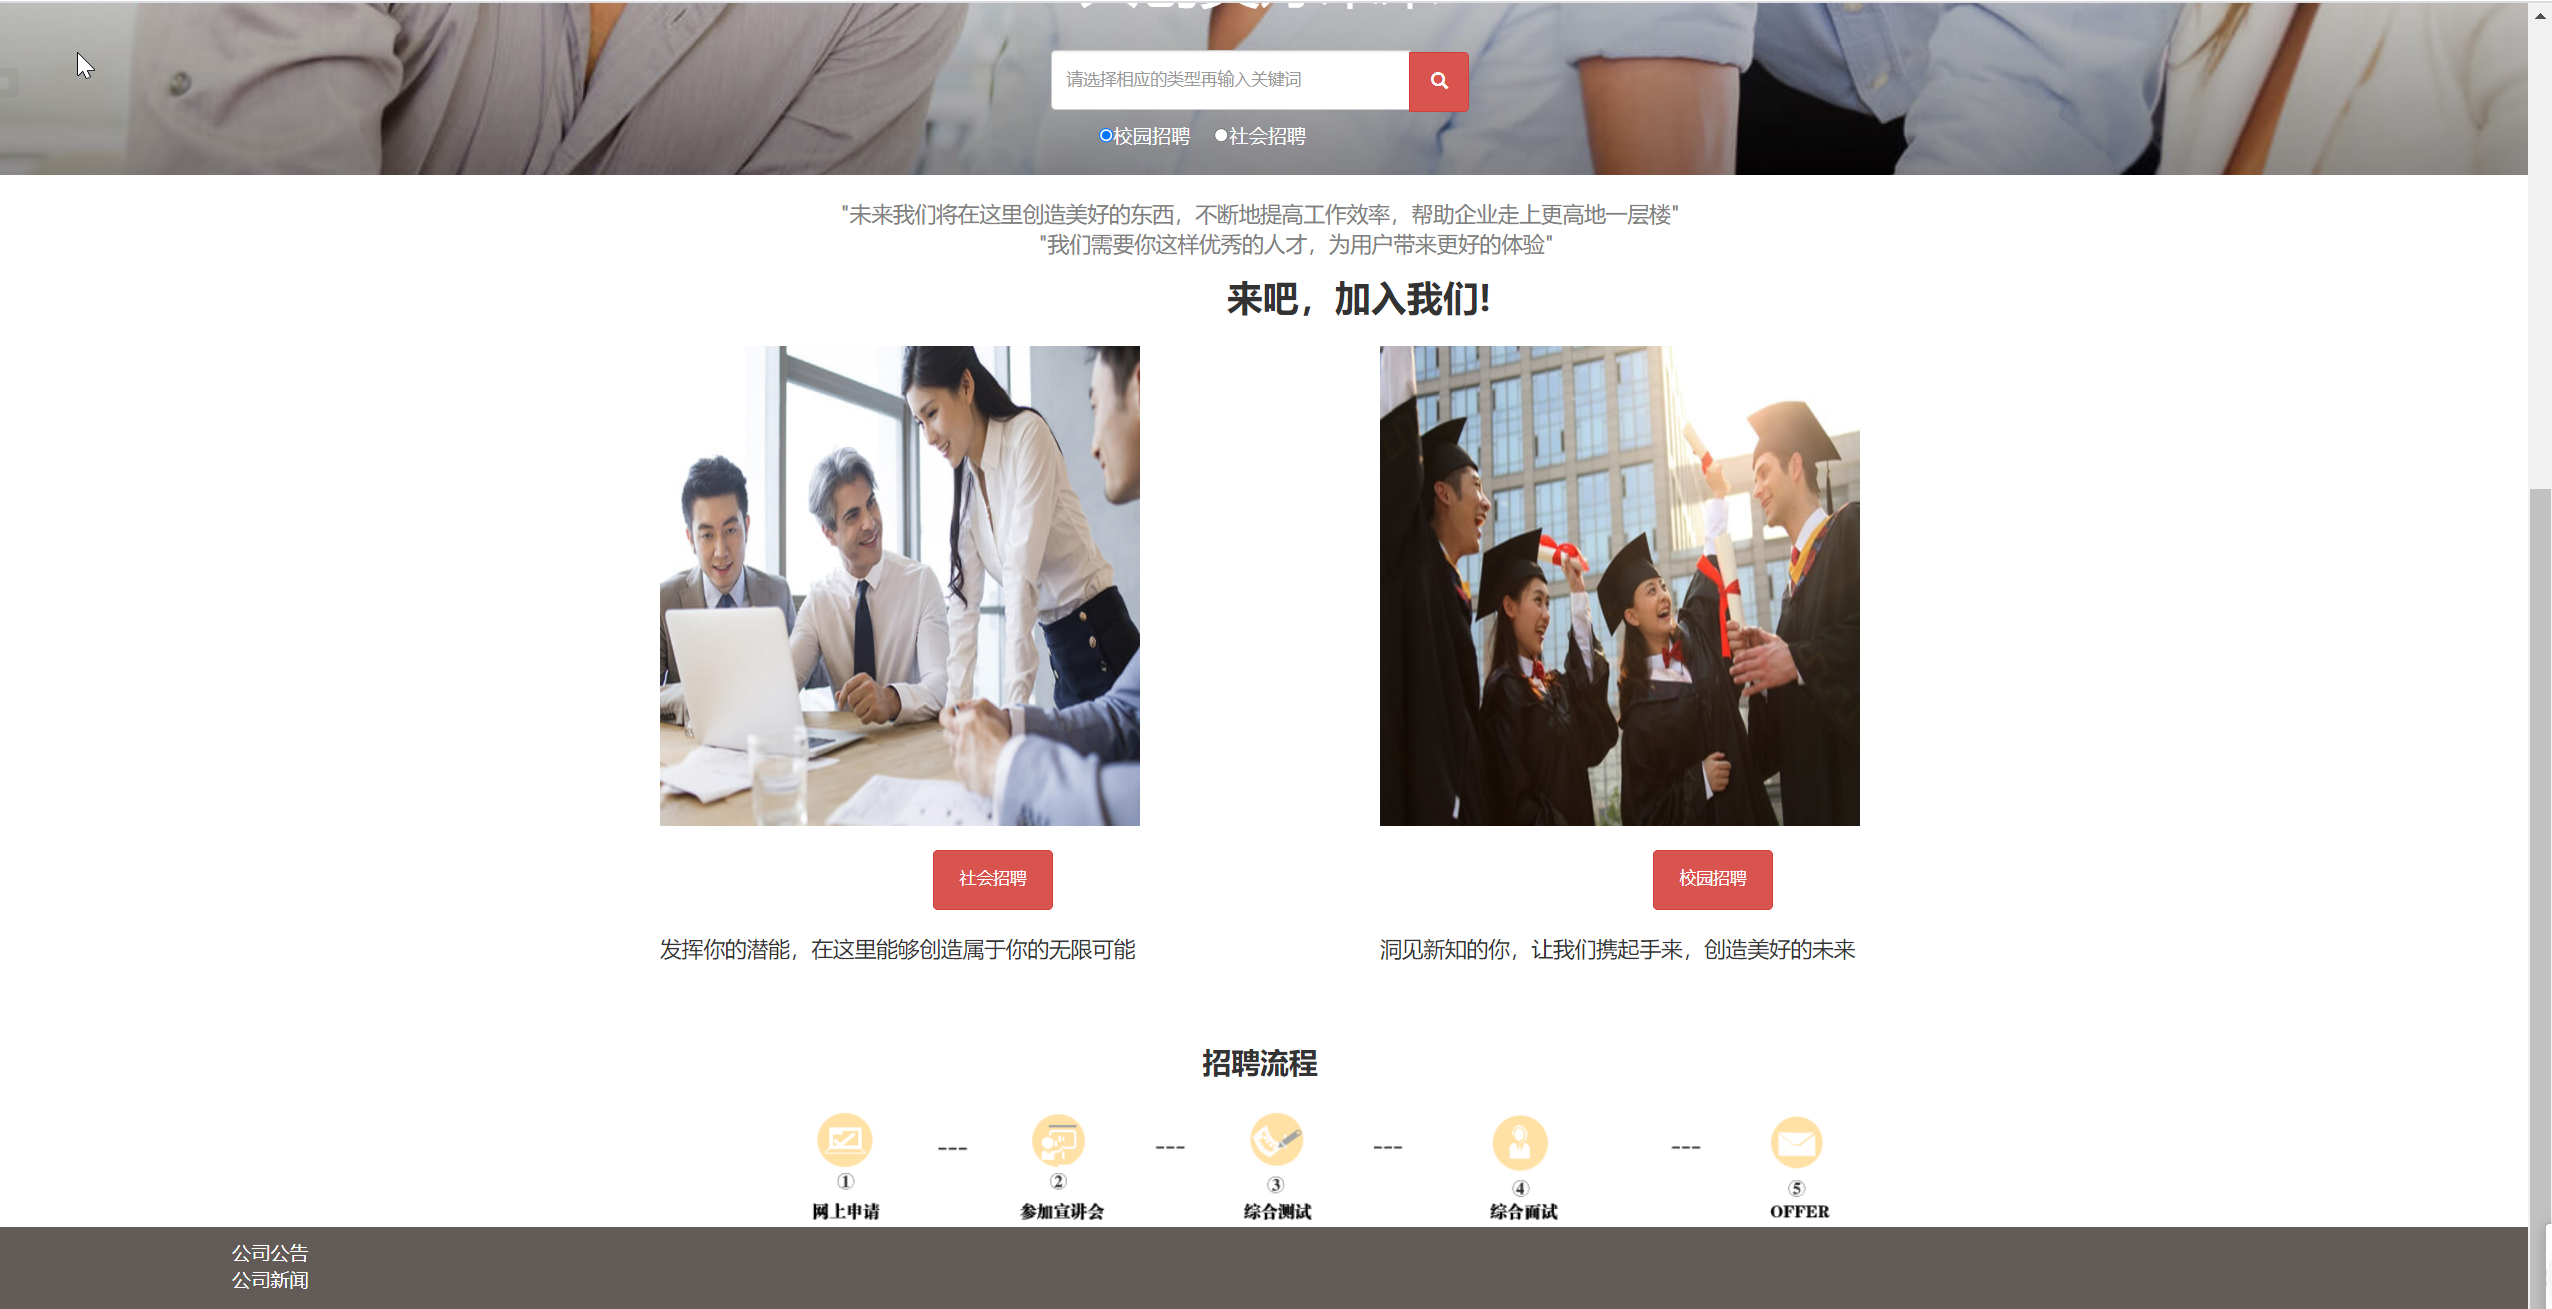 请选择相应的类型再输入关键词
校园招聘 社会招聘
"未来我们将在这里创造美好的东西，不断地提高工作效率，帮助企业走上更高地一层楼"
"我们需要你这样优秀的人才，为用户带来更好的体验"
来吧，加入我们!
社会招聘 校园招聘
发挥你的潜能，在这里能够创造属于你的无限可能 洞见新知的你，让我们携起手来，创造美好的未来
招聘流程
--- --- --- ---
① ② ③ ④ ⑤
网上申请 参加宣讲会 综合测试 综合面试 OFFER
公司公告
公司新闻